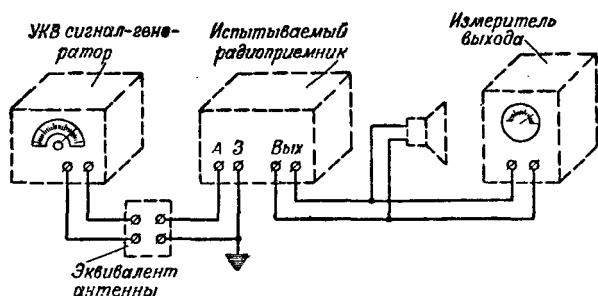 УКВ сигнал-гене-
ратор
Испытываемый
радиоприемник
Измеритель
выхода
А З Вых
Эквивалент
антенны